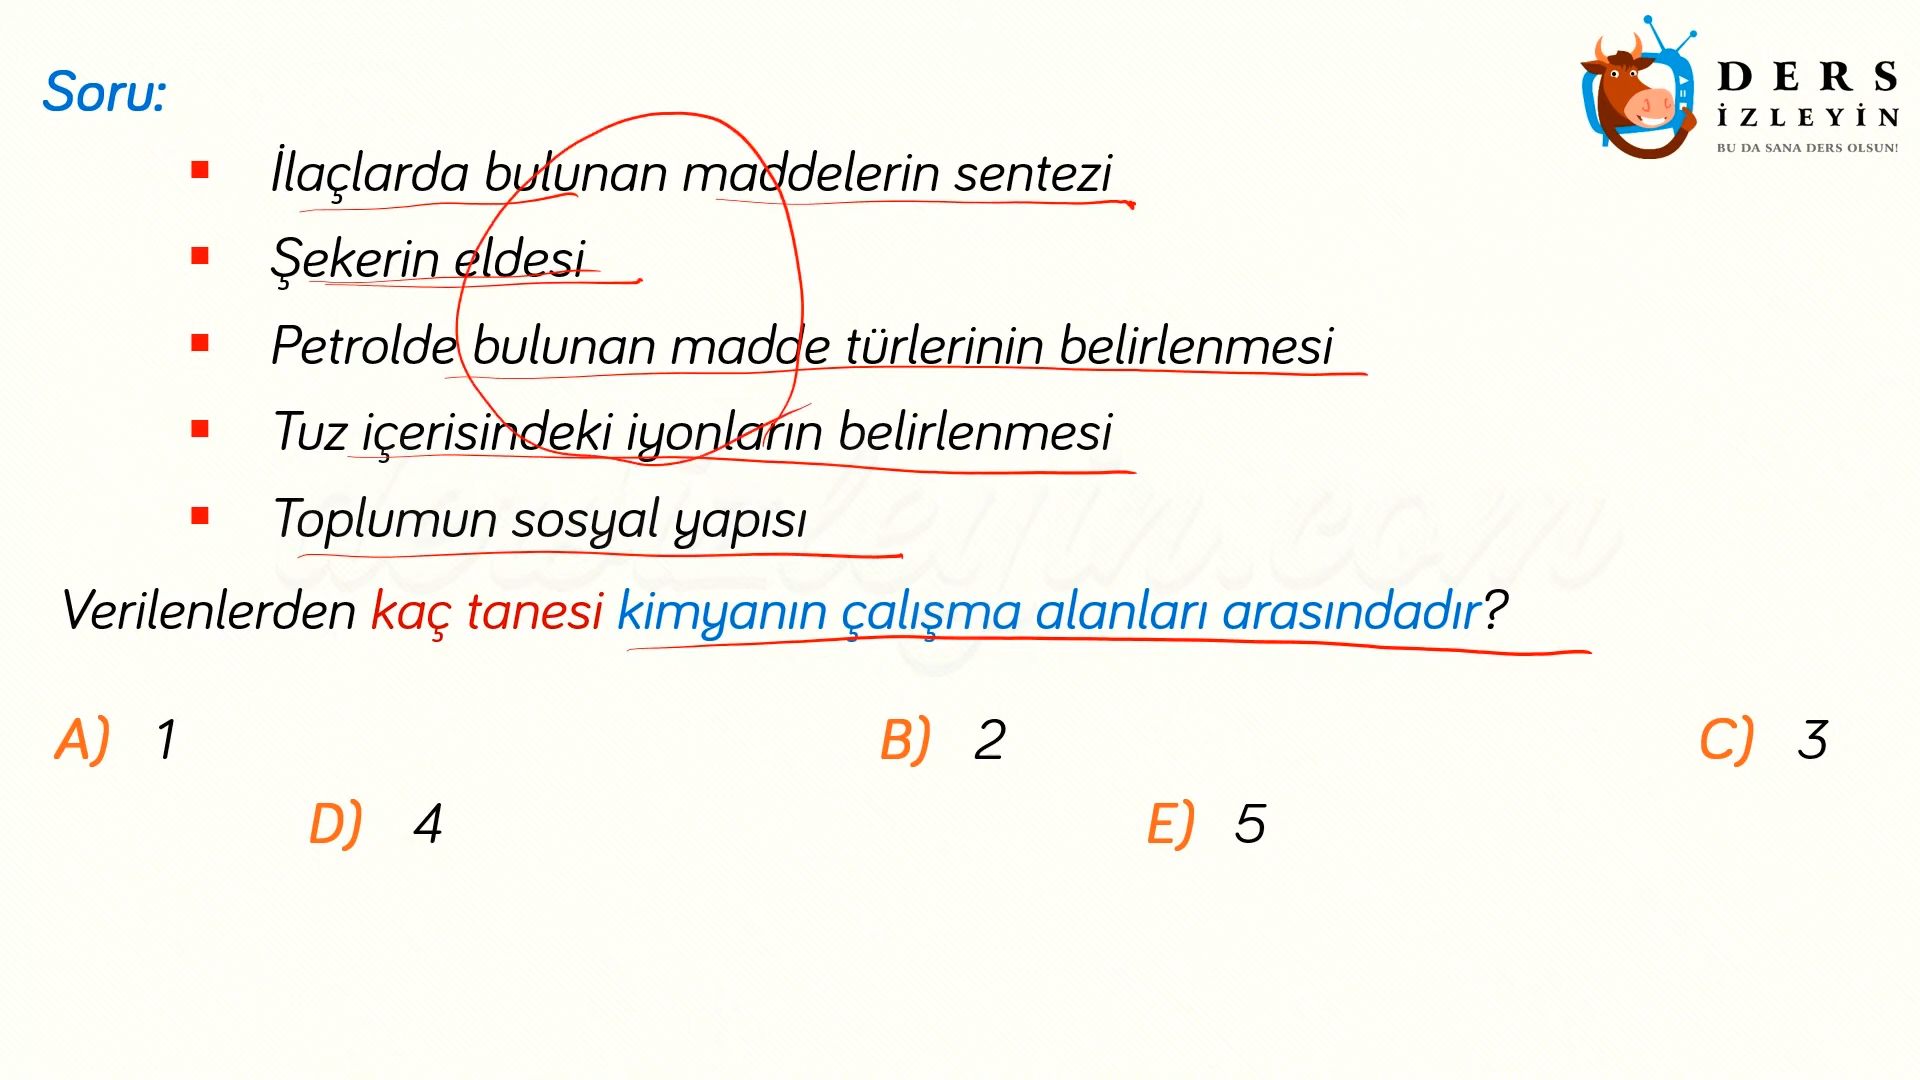 Soru:
DERS
İZLEYİN
BU DA SANA DERS OLSUN!
▪ İlaçlarda bulunan maddelerin sentezi
▪ Şekerin eldesi
▪ Petrolde bulunan madde türlerinin belirlenmesi
▪ Tuz içerisindeki iyonların belirlenmesi
▪ Toplumun sosyal yapısı
dersizleyin.com
Verilenlerden kaç tanesi kimyanın çalışma alanları arasındadır?
A) 1 B) 2 C) 3
D) 4 E) 5